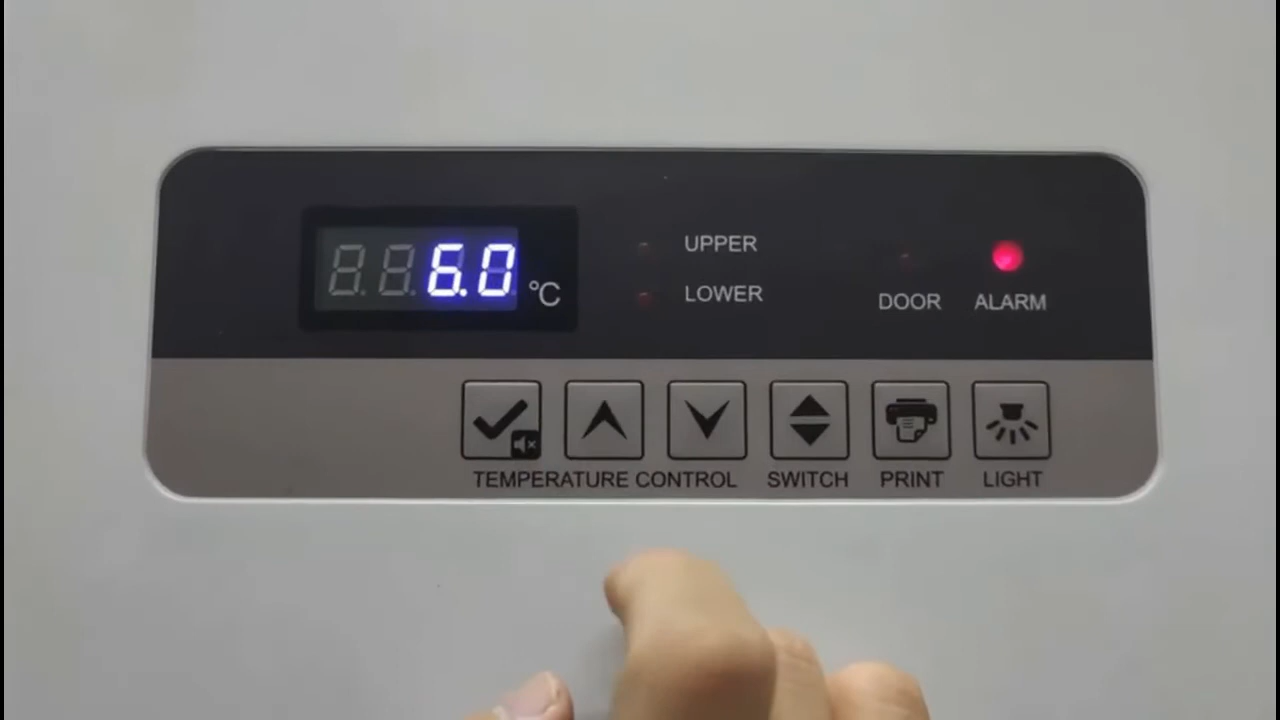 6.0 °C
UPPER
LOWER
DOOR ALARM
TEMPERATURE CONTROL SWITCH PRINT LIGHT